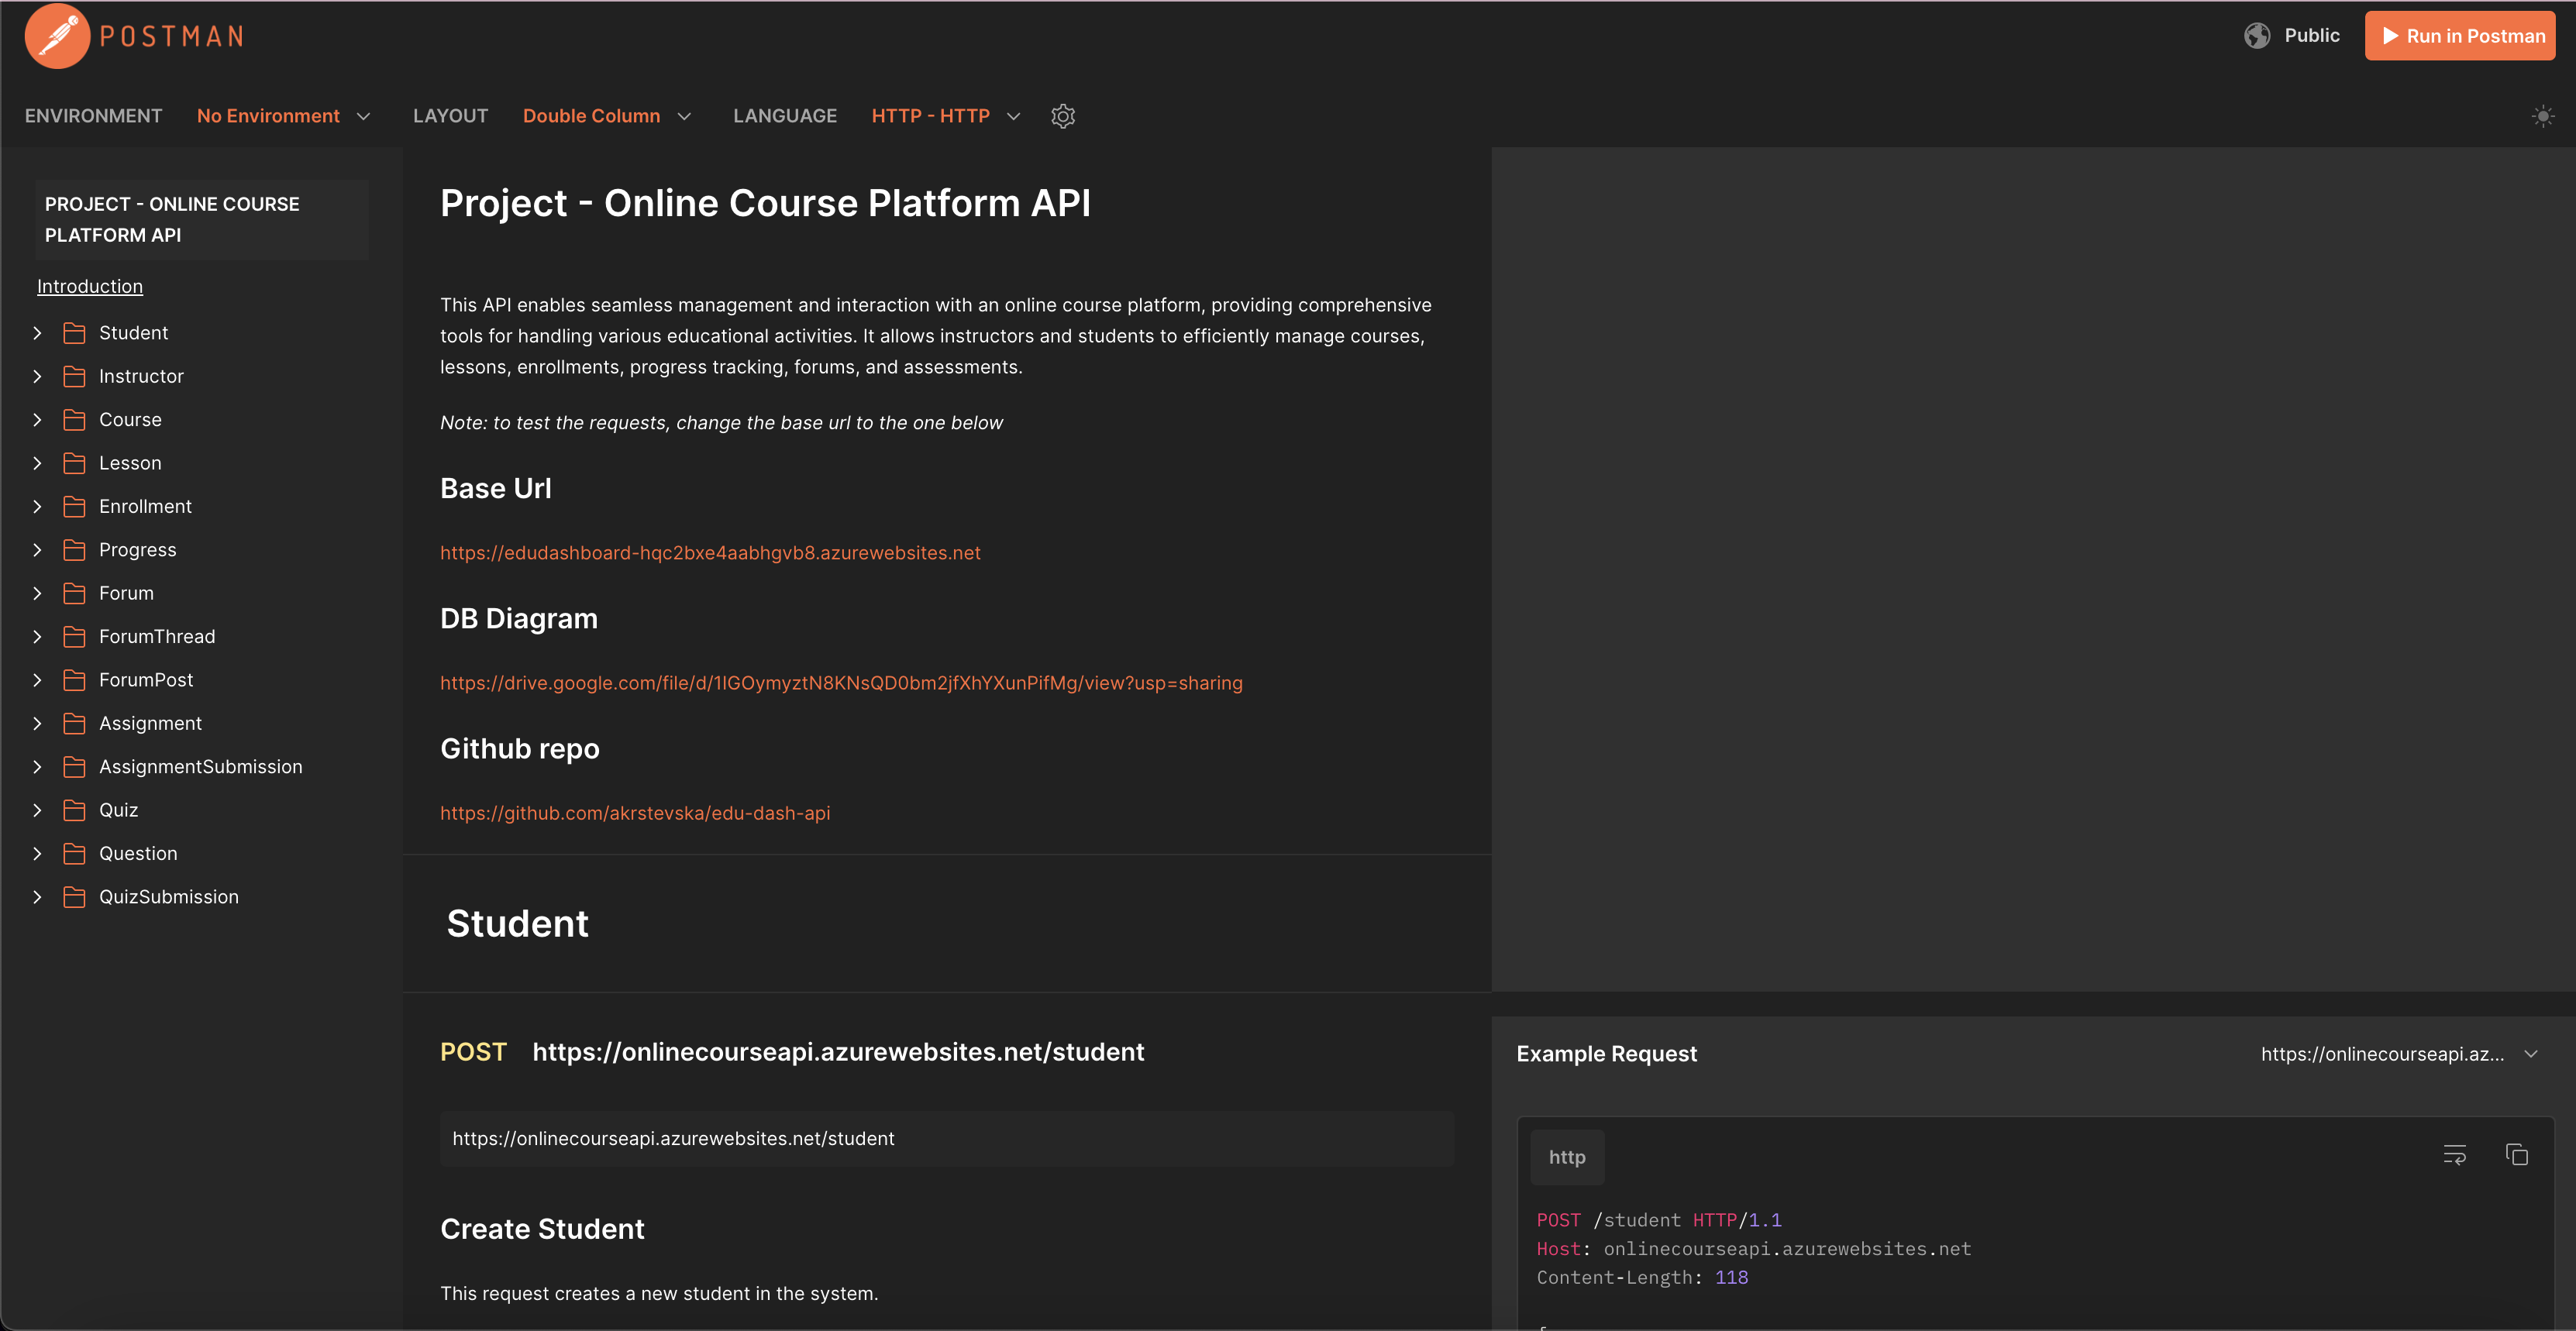 POSTMAN
Public
Run in Postman
ENVIRONMENT No Environment LAYOUT Double Column LANGUAGE HTTP - HTTP
PROJECT - ONLINE COURSE
PLATFORM API
Introduction
Student
Instructor
Course
Lesson
Enrollment
Progress
Forum
ForumThread
ForumPost
Assignment
AssignmentSubmission
Quiz
Question
QuizSubmission
Project - Online Course Platform API
This API enables seamless management and interaction with an online course platform, providing comprehensive
tools for handling various educational activities. It allows instructors and students to efficiently manage courses,
lessons, enrollments, progress tracking, forums, and assessments.
Note: to test the requests, change the base url to the one below
Base Url
https://edudashboard-hqc2bxe4aabhgvb8.azurewebsites.net
DB Diagram
https://drive.google.com/file/d/1lGOymyztN8KNsQD0bm2jfXhYXunPifMg/view?usp=sharing
Github repo
https://github.com/akrstevska/edu-dash-api
Student
POST https://onlinecourseapi.azurewebsites.net/student
https://onlinecourseapi.azurewebsites.net/student
Create Student
This request creates a new student in the system.
Example Request
https://onlinecourseapi.az...
http
POST /student HTTP/1.1
Host: onlinecourseapi.azurewebsites.net
Content-Length: 118